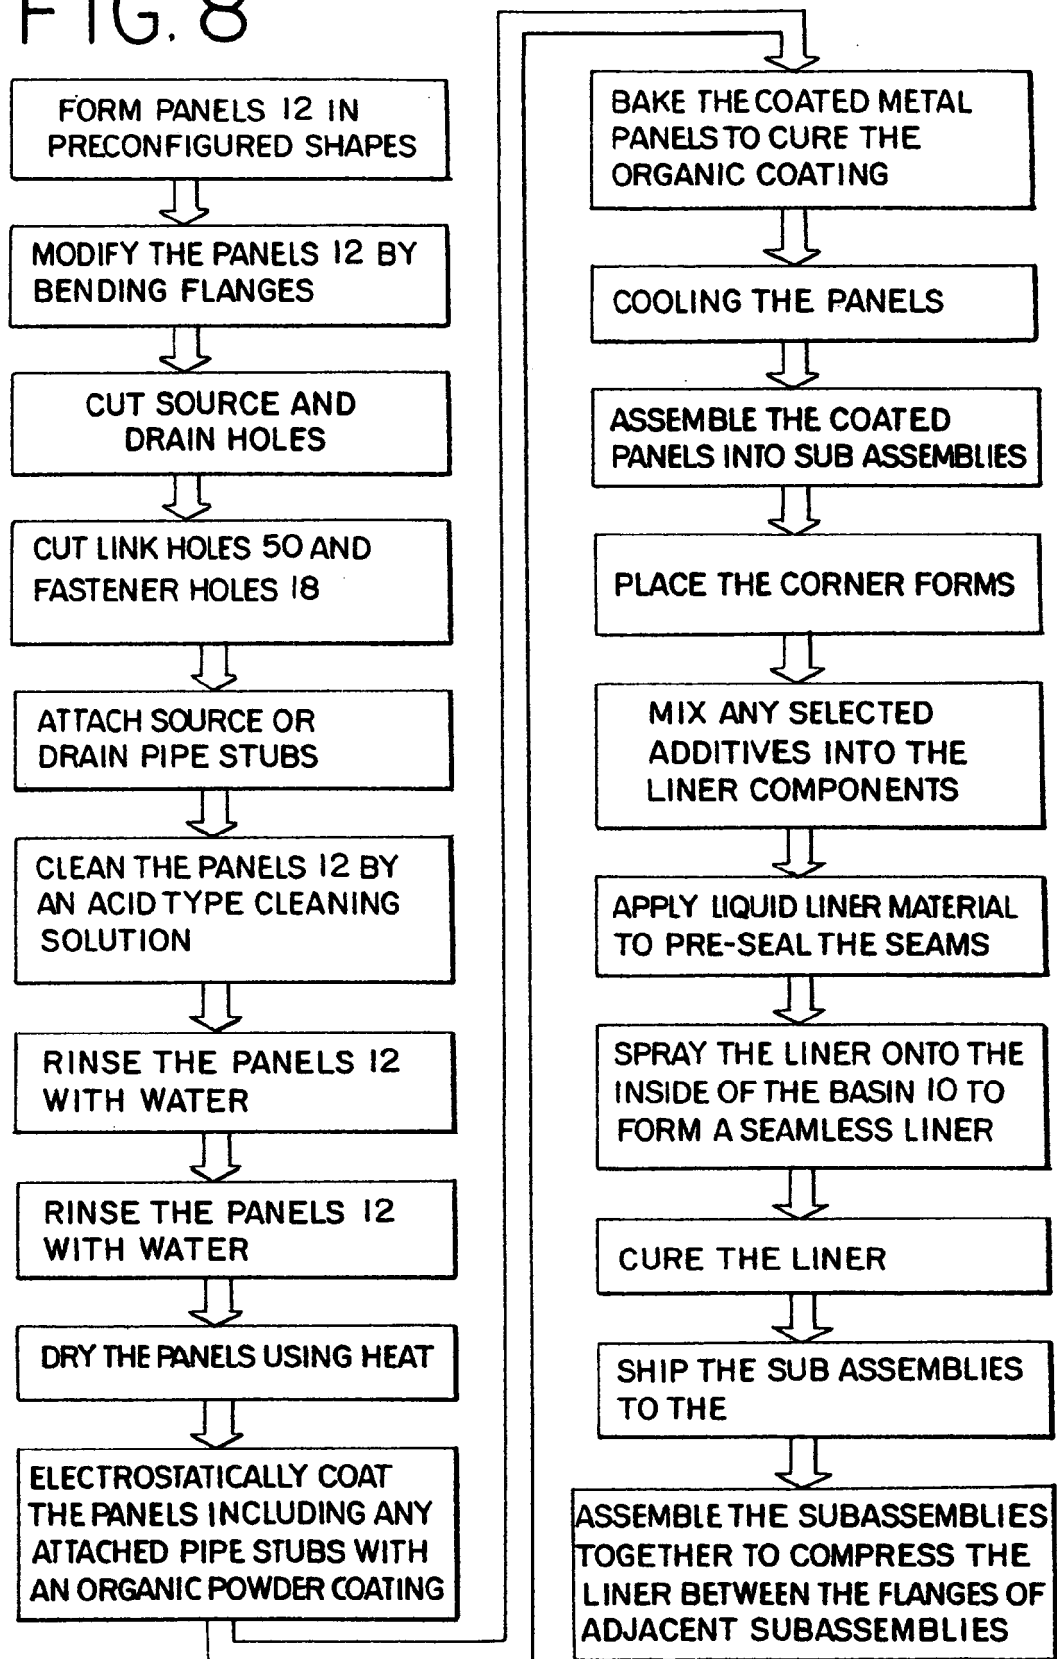 FIG. 8
FORM PANELS 12 IN
PRECONFIGURED SHAPES
MODIFY THE PANELS 12 BY
BENDING FLANGES
CUT SOURCE AND
DRAIN HOLES
CUT LINK HOLES 50 AND
FASTENER HOLES 18
ATTACH SOURCE OR
DRAIN PIPE STUBS
CLEAN THE PANELS 12 BY
AN ACID TYPE CLEANING
SOLUTION
RINSE THE PANELS 12
WITH WATER
RINSE THE PANELS 12
WITH WATER
DRY THE PANELS USING HEAT
ELECTROSTATICALLY COAT
THE PANELS INCLUDING ANY
ATTACHED PIPE STUBS WITH
AN ORGANIC POWDER COATING
BAKE THE COATED METAL
PANELS TO CURE THE
ORGANIC COATING
COOLING THE PANELS
ASSEMBLE THE COATED
PANELS INTO SUB ASSEMBLIES
PLACE THE CORNER FORMS
MIX ANY SELECTED
ADDITIVES INTO THE
LINER COMPONENTS
APPLY LIQUID LINER MATERIAL
TO PRE-SEAL THE SEAMS
SPRAY THE LINER ONTO THE
INSIDE OF THE BASIN 10 TO
FORM A SEAMLESS LINER
CURE THE LINER
SHIP THE SUB ASSEMBLIES
TO THE
ASSEMBLE THE SUBASSEMBLIES
TOGETHER TO COMPRESS THE
LINER BETWEEN THE FLANGES OF
ADJACENT SUBASSEMBLIES